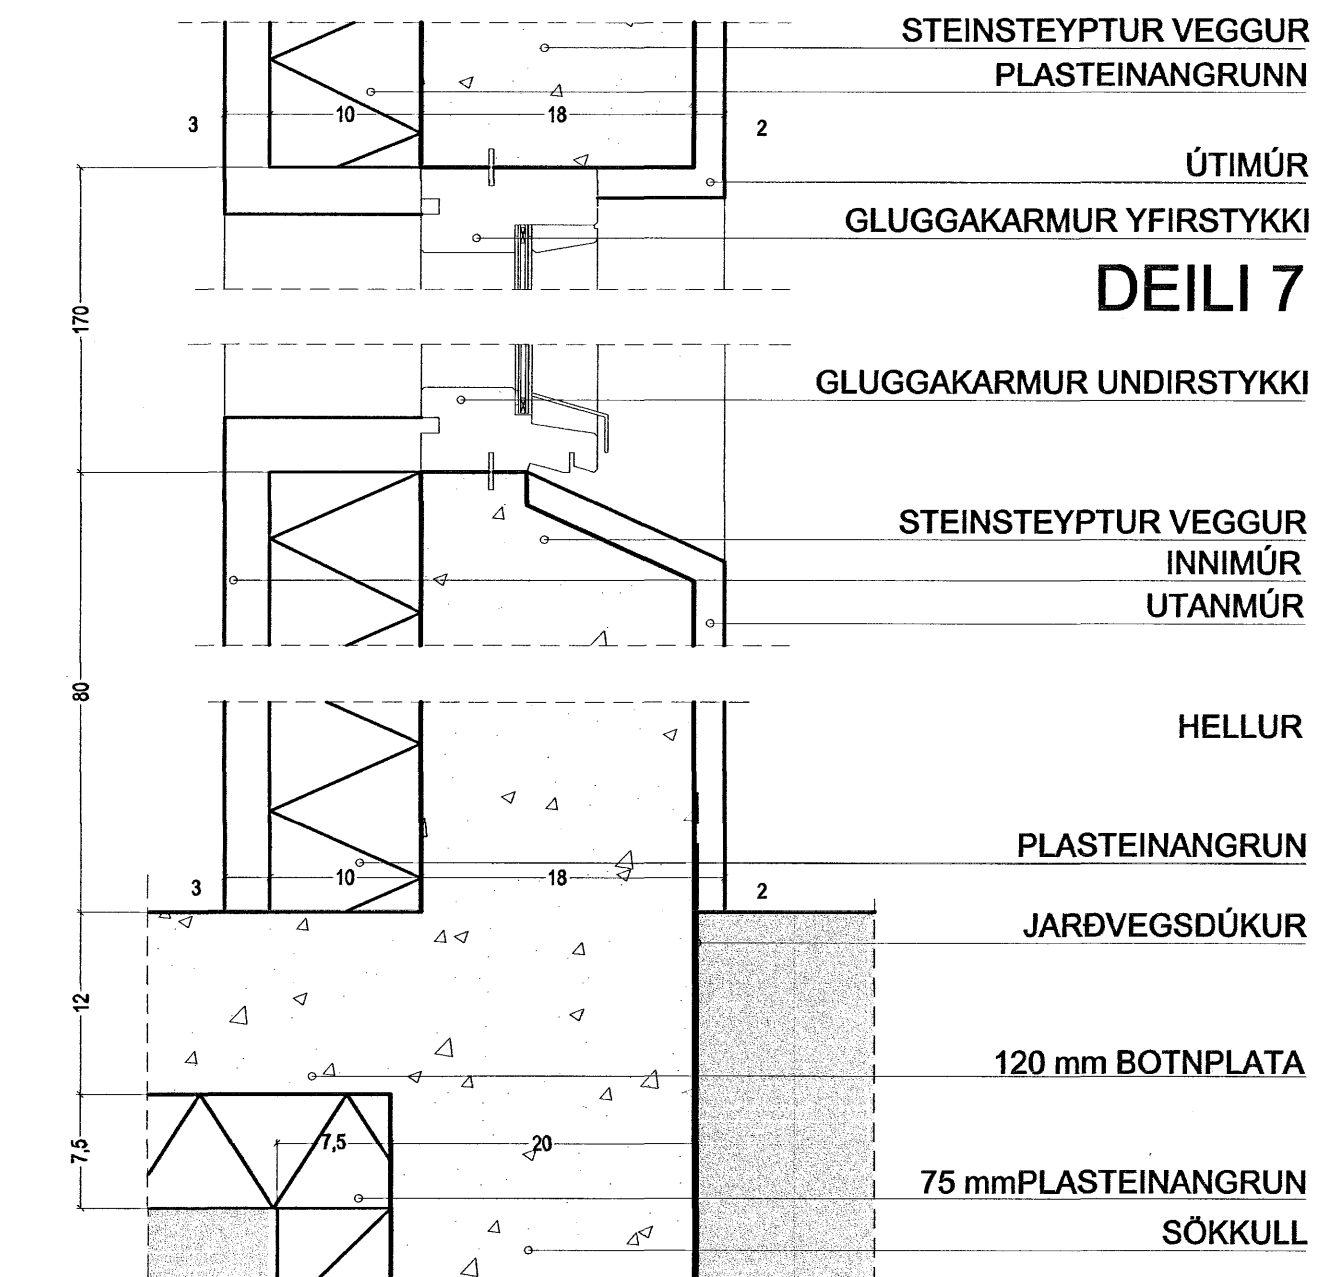 STEINSTEYPTUR VEGGUR
PLASTEINANGRUNN
3 10 18 2
ÚTIMÚR
GLUGGAKARMUR YFIRSTYKKI
DEILI 7
170
GLUGGAKARMUR UNDIRSTYKKI
STEINSTEYPTUR VEGGUR
INNIMÚR
UTANMÚR
80
HELLUR
PLASTEINANGRUN
3 10 18 2
JARÐVEGSDÚKUR
12
120 mm BOTNPLATA
7,5
7,5 20
75 mmPLASTEINANGRUN
SÖKKULL